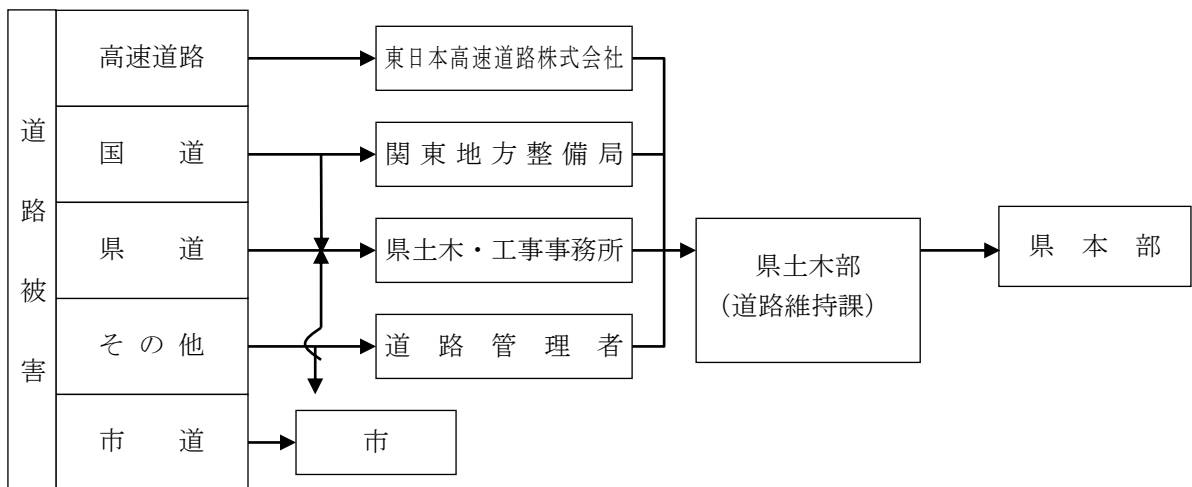 道路被害
高速道路
東日本高速道路株式会社
国道
関東地方整備局
県道
県土木・工事事務所
県土木部
(道路維持課)
県本部
その他
道路管理者
市道
市